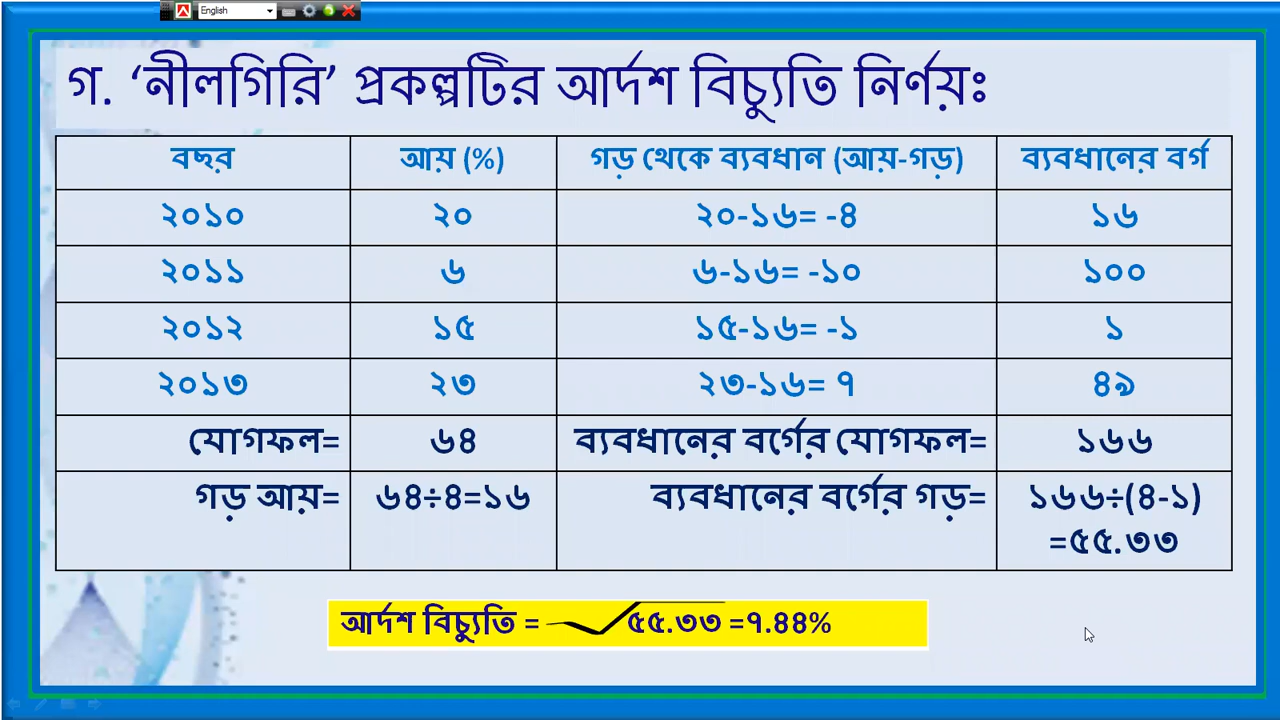 English
গ. ‘নীলগিরি’ প্রকল্পটির আর্দশ বিচ্যুতি নির্ণয়ঃ
বছর আয় (%) গড় থেকে ব্যবধান (আয়-গড়) ব্যবধানের বর্গ
২০১০ ২০ ২০-১৬= -৪ ১৬
২০১১ ৬ ৬-১৬= -১০ ১০০
২০১২ ১৫ ১৫-১৬= -১ ১
২০১৩ ২৩ ২৩-১৬= ৭ ৪৯
যোগফল= ৬৪ ব্যবধানের বর্গের যোগফল= ১৬৬
গড় আয়= ৬৪÷৪=১৬ ব্যবধানের বর্গের গড়= ১৬৬÷(৪-১)
=৫৫.৩৩
আর্দশ বিচ্যুতি = √৫৫.৩৩ =৭.৪৪%